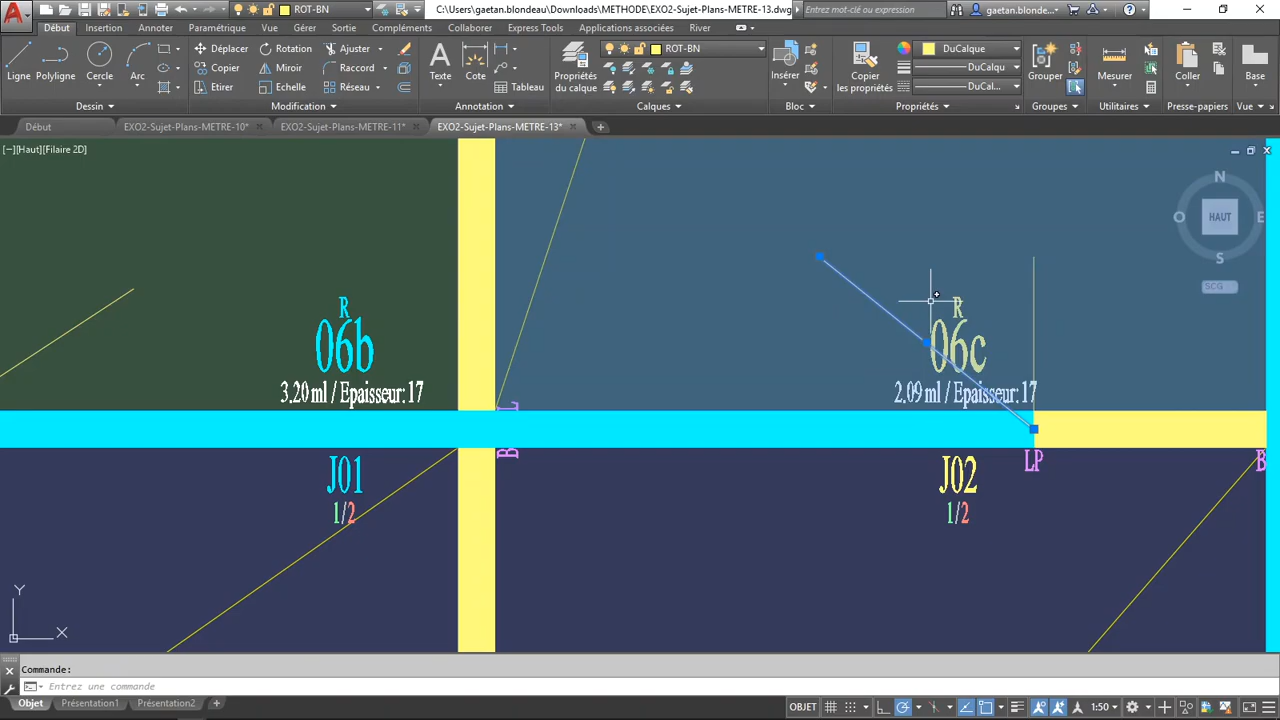 A ROT-BN C:\Users\gaetan.blondeau\Downloads\METHODE\EXO2-Sujet-Plans-METRE-13.dwg Entrez mot-clé ou expression gaetan.blonde...
Début Insertion Annoter Paramétrique Vue Gérer Sortie Compléments Collaborer Express Tools Applications associées River
Ligne Polyligne Cercle Arc
Déplacer Rotation Ajuster
Copier Miroir Raccord
Etirer Echelle Réseau
Texte Cote Tableau
Propriétés du calque
ROT-BN
Insérer
Copier les propriétés
DuCalque
DuCalqu
DuCal...
Grouper Mesurer Coller Base
Dessin Modification Annotation Calques Bloc Propriétés Groupes Utilitaires Presse-papiers Vue
Début EXO2-Sujet-Plans-METRE-10* EXO2-Sujet-Plans-METRE-11* EXO2-Sujet-Plans-METRE-13*
[−][Haut][Filaire 2D]
N
O HAUT E
S
SCG
R
06b
3.20 ml / Epaisseur: 17
R
06c
2.09 ml / Epaisseur: 17
J01
1/2
LP
J02
1/2
B
Y
X
Commande:
Entrez une commande
Objet Présentation1 Présentation2 +
OBJET 1:50